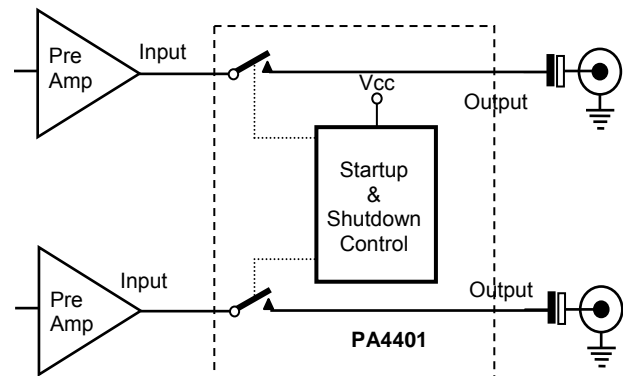 Pre
Amp
Input
Vcc
Output
Startup
&
Shutdown
Control
Pre
Amp
Input
Output
PA4401